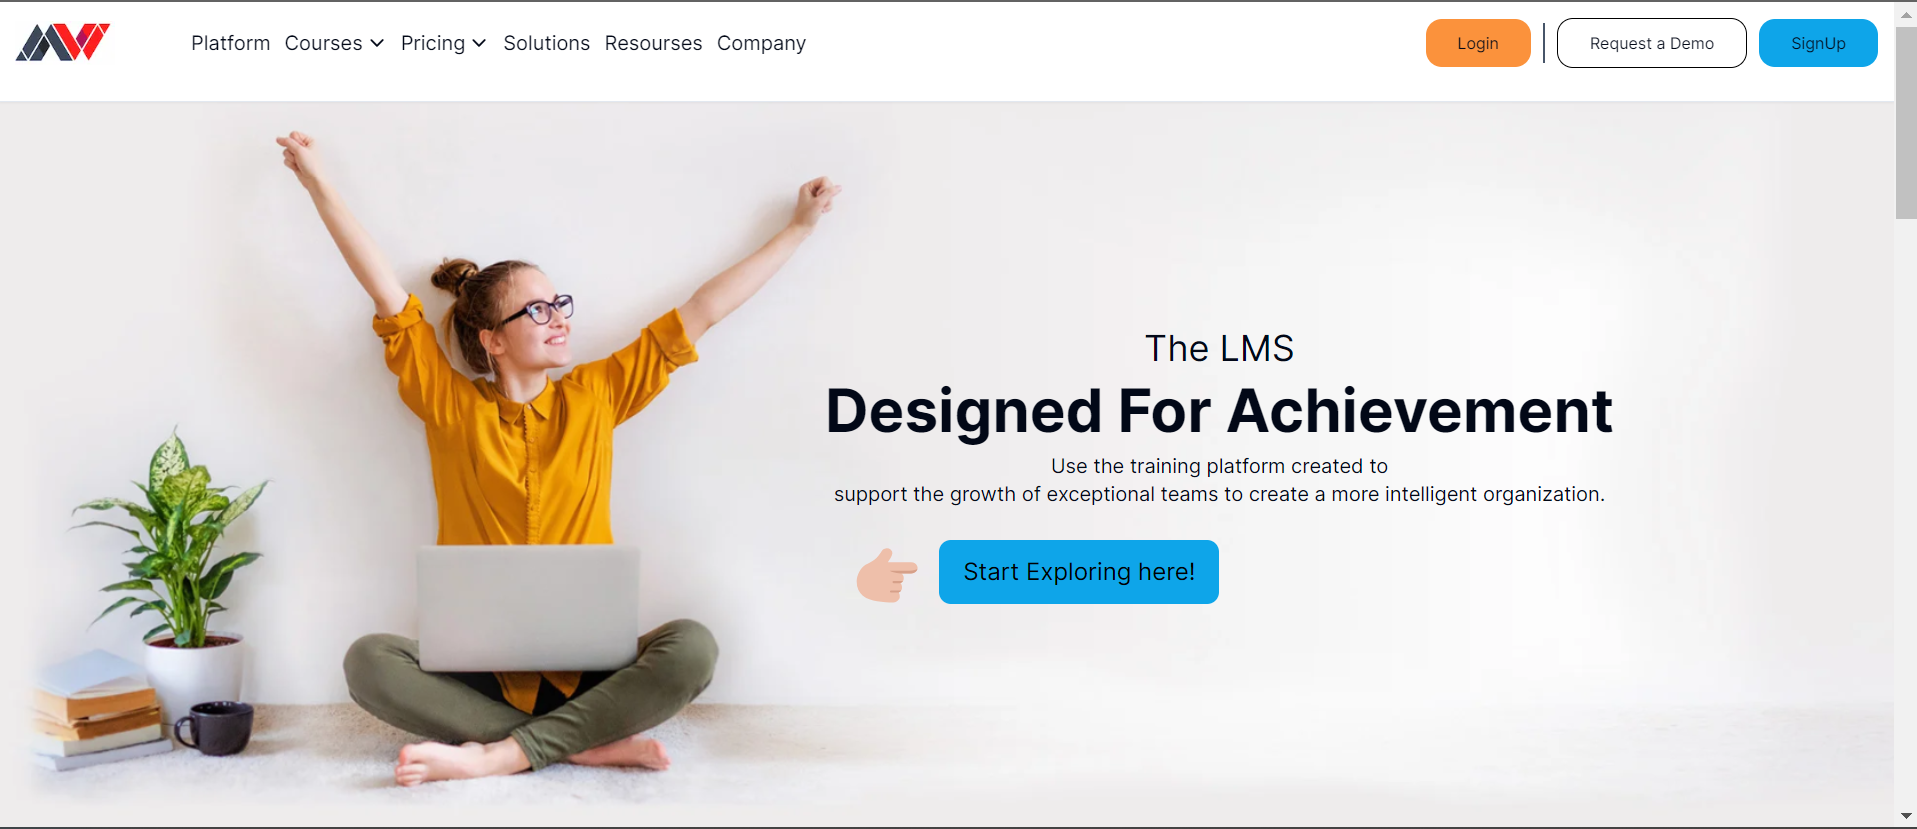 MW
Platform Courses Pricing Solutions Resourses Company
Login Request a Demo SignUp
The LMS
Designed For Achievement
Use the training platform created to
support the growth of exceptional teams to create a more intelligent organization.
Start Exploring here!